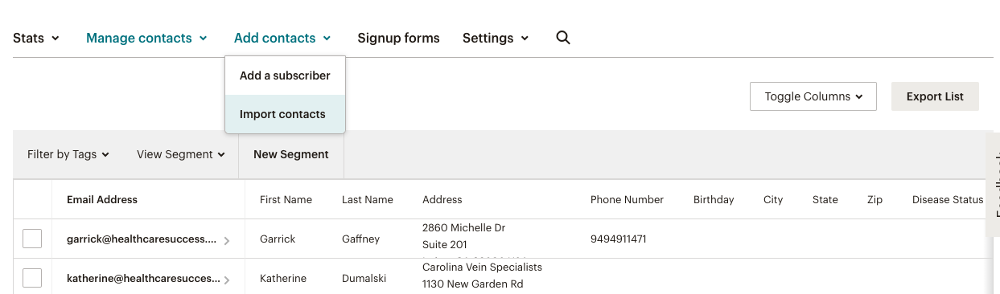 Stats Manage contacts Add contacts Signup forms Settings
Add a subscriber
Import contacts
Toggle Columns Export List
Filter by Tags View Segment New Segment
Email Address First Name Last Name Address Phone Number Birthday City State Zip Disease Status
garrick@healthcaresuccess.... Garrick Gaffney 2860 Michelle Dr 9494911471
Suite 201
katherine@healthcaresucces... Katherine Dumalski Carolina Vein Specialists
1130 New Garden Rd